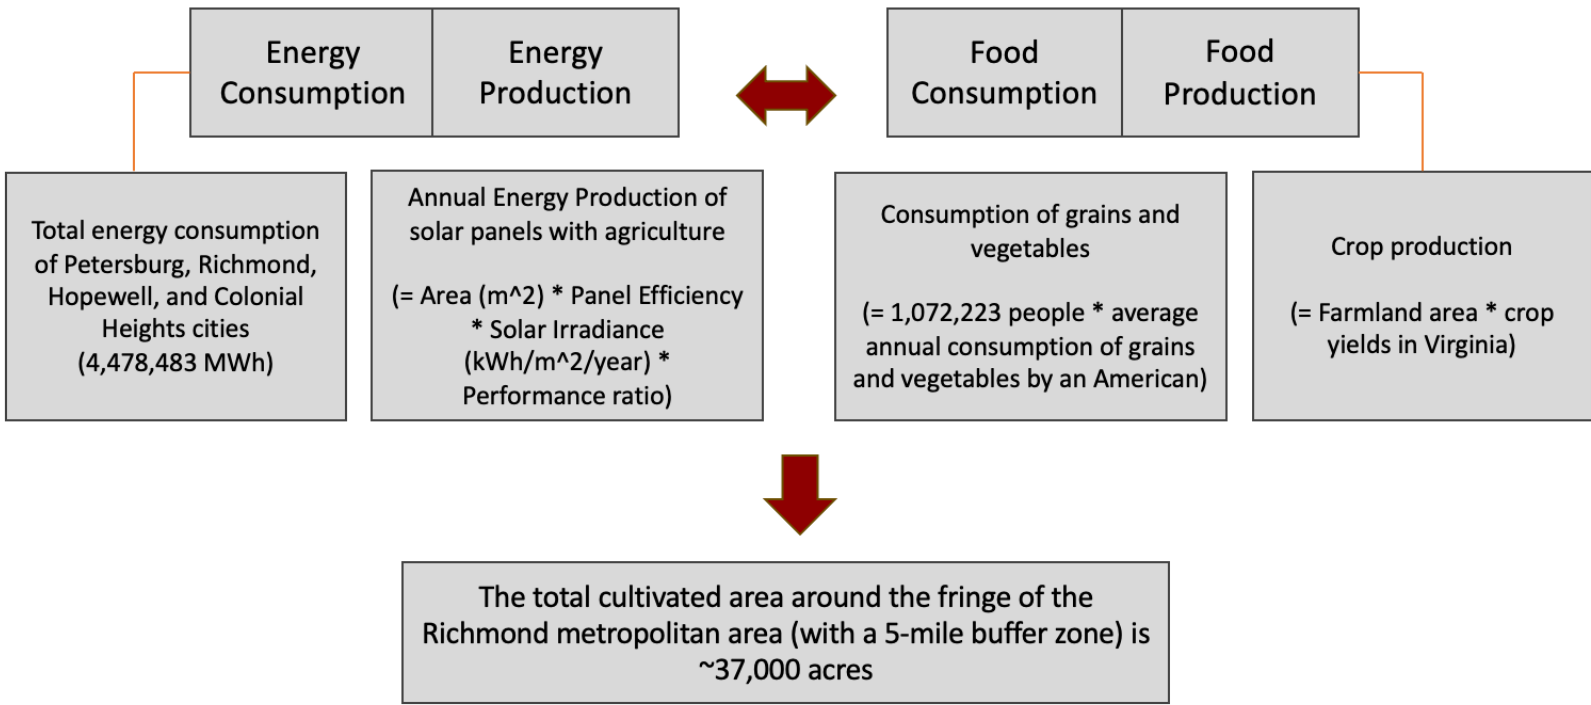 Energy
Consumption
Energy
Production
Food
Consumption
Food
Production
Total energy consumption
of Petersburg, Richmond,
Hopewell, and Colonial
Heights cities
(4,478,483 MWh)
Annual Energy Production of
solar panels with agriculture
(= Area (m^2) * Panel Efficiency
* Solar Irradiance
(kWh/m^2/year) *
Performance ratio)
Consumption of grains and
vegetables
(= 1,072,223 people * average
annual consumption of grains
and vegetables by an American)
Crop production
(= Farmland area * crop
yields in Virginia)
The total cultivated area around the fringe of the
Richmond metropolitan area (with a 5-mile buffer zone) is
~37,000 acres